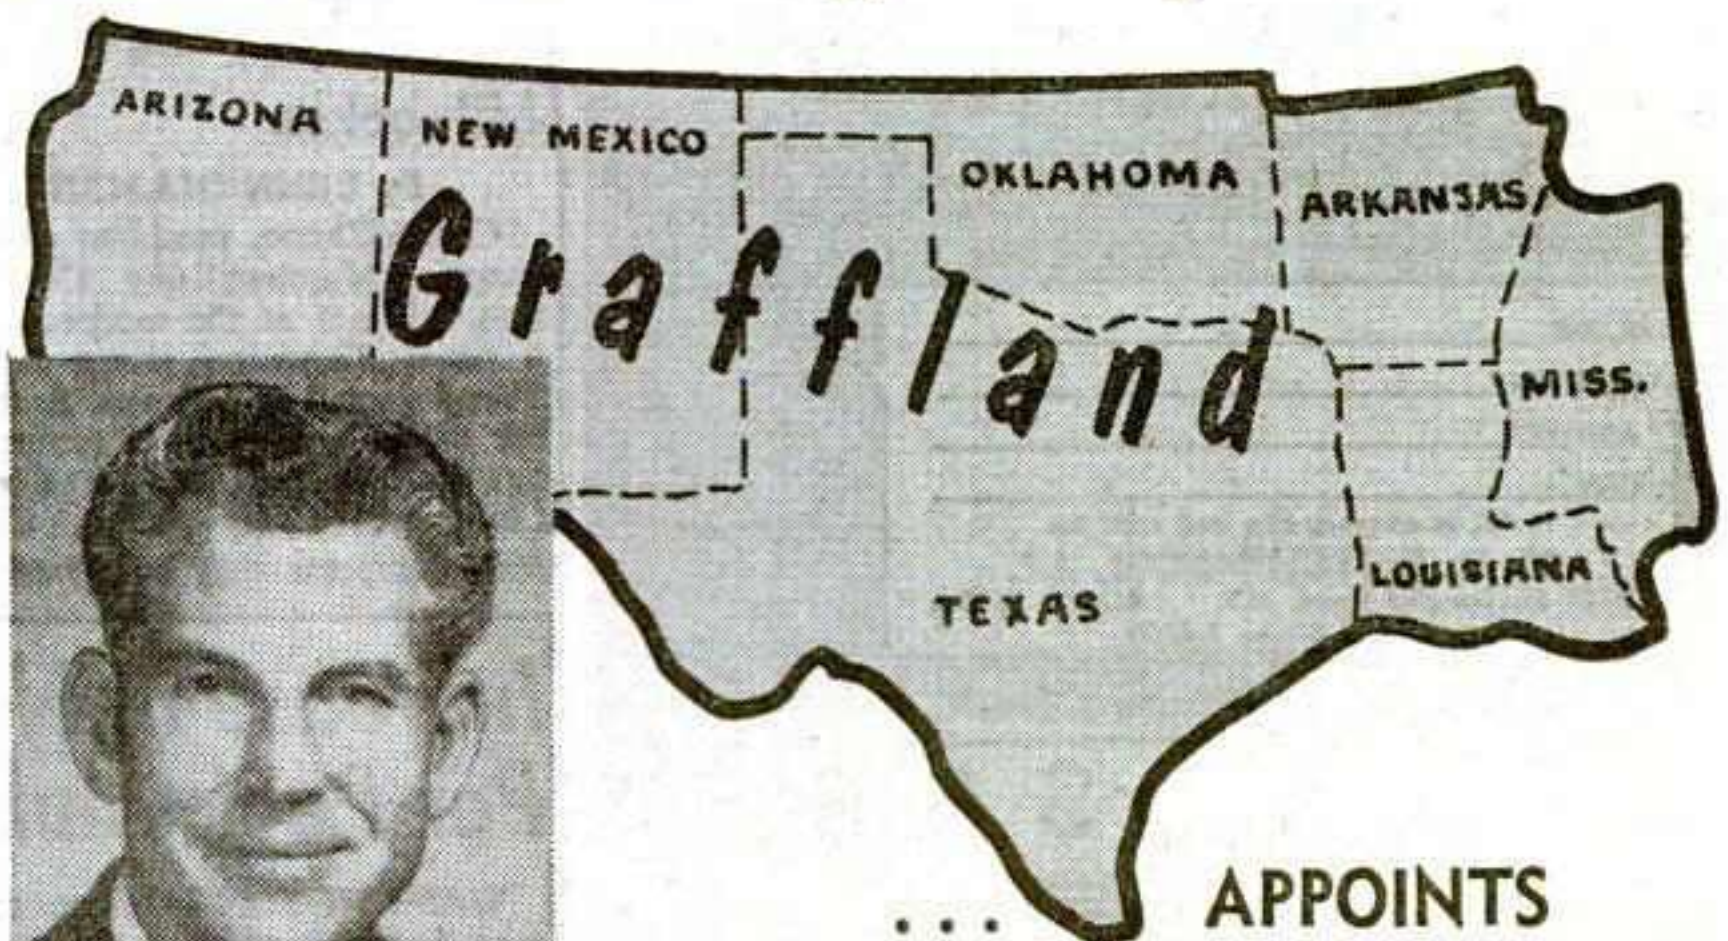 ARIZONA
NEW MEXICO
OKLAHOMA
ARKANSAS
Graffland
MISS.
LOUISIANA
TEXAS
... APPOINTS